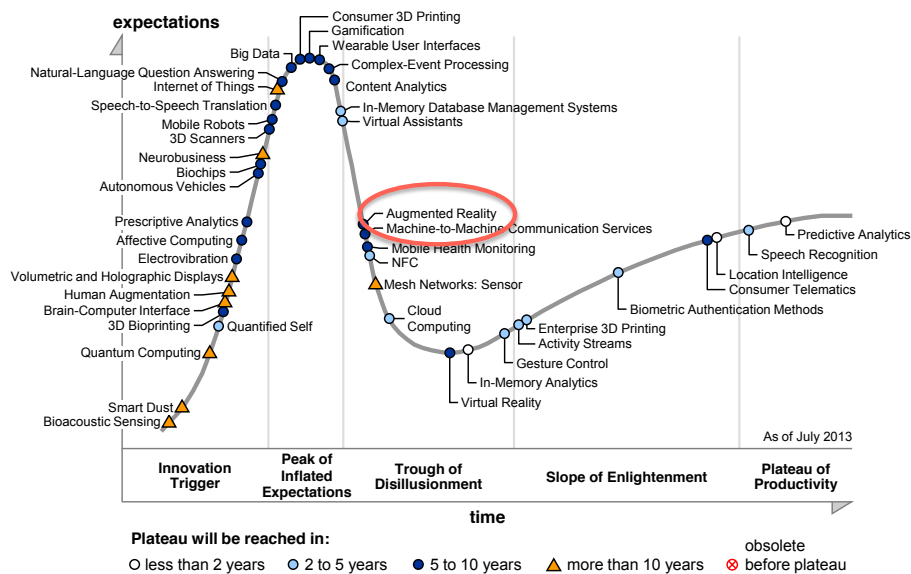 expectations
Consumer 3D Printing
Gamification
Wearable User Interfaces
Big Data
Complex-Event Processing
Natural-Language Question Answering
Internet of Things
Content Analytics
Speech-to-Speech Translation
In-Memory Database Management Systems
Mobile Robots
Virtual Assistants
3D Scanners
Neurobusiness
Biochips
Autonomous Vehicles
Augmented Reality
Prescriptive Analytics
Machine-to-Machine Communication Services
Predictive Analytics
Affective Computing
Mobile Health Monitoring
Speech Recognition
Electrovibration
NFC
Location Intelligence
Volumetric and Holographic Displays
Mesh Networks: Sensor
Consumer Telematics
Human Augmentation
Brain-Computer Interface
Biometric Authentication Methods
3D Bioprinting
Quantified Self
Cloud
Computing
Enterprise 3D Printing
Activity Streams
Quantum Computing
Gesture Control
In-Memory Analytics
Virtual Reality
Smart Dust
Bioacoustic Sensing
As of July 2013
Innovation
Trigger
Peak of
Inflated
Expectations
Trough of
Disillusionment
Slope of Enlightenment
Plateau of
Productivity
time
Plateau will be reached in:
less than 2 years
2 to 5 years
5 to 10 years
more than 10 years
obsolete
before plateau